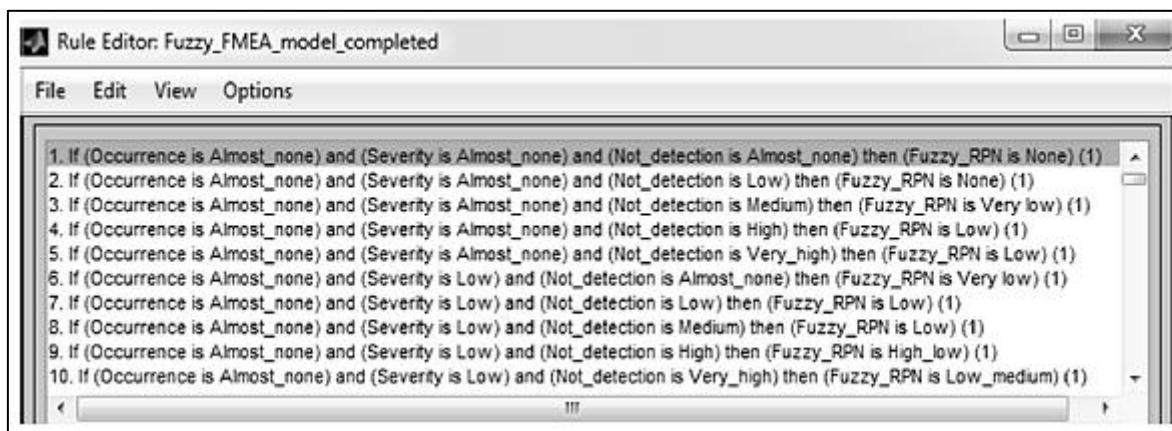 Rule Editor: Fuzzy_FMEA_model_completed
File Edit View Options
1. If (Occurrence is Almost_none) and (Severity is Almost_none) and (Not_detection is Almost_none) then (Fuzzy_RPN is None) (1)
2. If (Occurrence is Almost_none) and (Severity is Almost_none) and (Not_detection is Low) then (Fuzzy_RPN is None) (1)
3. If (Occurrence is Almost_none) and (Severity is Almost_none) and (Not_detection is Medium) then (Fuzzy_RPN is Very low) (1)
4. If (Occurrence is Almost_none) and (Severity is Almost_none) and (Not_detection is High) then (Fuzzy_RPN is Low) (1)
5. If (Occurrence is Almost_none) and (Severity is Almost_none) and (Not_detection is Very_high) then (Fuzzy_RPN is Low) (1)
6. If (Occurrence is Almost_none) and (Severity is Low) and (Not_detection is Almost_none) then (Fuzzy_RPN is Very low) (1)
7. If (Occurrence is Almost_none) and (Severity is Low) and (Not_detection is Low) then (Fuzzy_RPN is Low) (1)
8. If (Occurrence is Almost_none) and (Severity is Low) and (Not_detection is Medium) then (Fuzzy_RPN is Low) (1)
9. If (Occurrence is Almost_none) and (Severity is Low) and (Not_detection is High) then (Fuzzy_RPN is High_low) (1)
10. If (Occurrence is Almost_none) and (Severity is Low) and (Not_detection is Very_high) then (Fuzzy_RPN is Low_medium) (1)